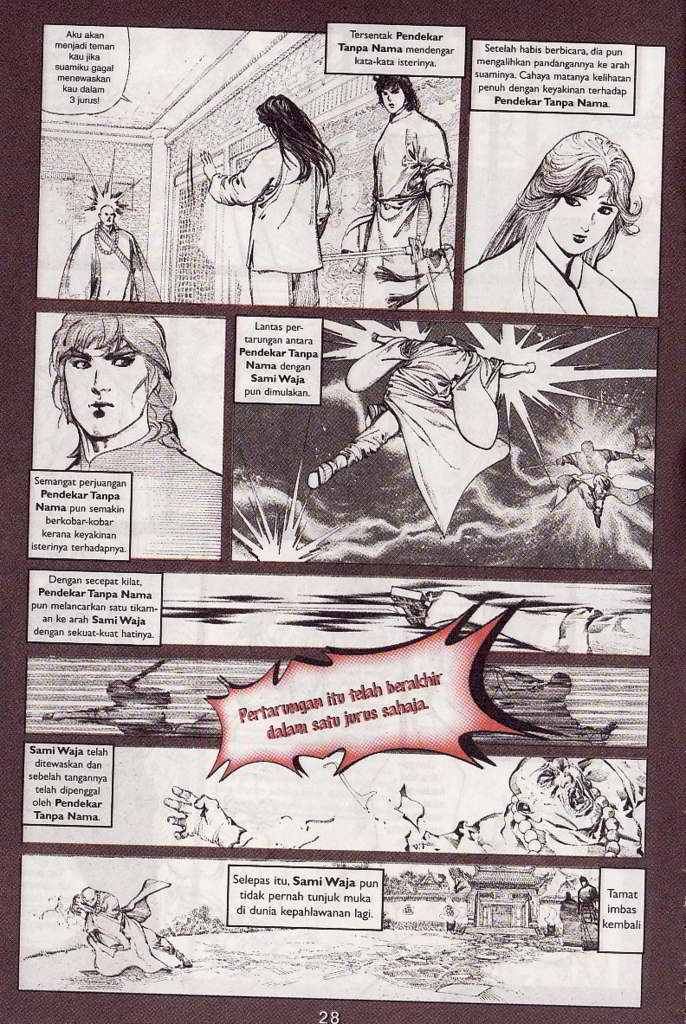 Aku akan
menjadi teman
kau jika
suamiku gagal
menewaskan
kau dalam
3 jurus!
Tersentak Pendekar
Tanpa Nama mendengar
kata-kata isterinya.
Setelah habis berbicara, dia pun
mengalihkan pandangannya ke arah
suaminya. Cahaya matanya kelihatan
penuh dengan keyakinan terhadap
Pendekar Tanpa Nama.
Semangat perjuangan
Pendekar Tanpa
Nama pun semakin
berkobar-kobar
kerana keyakinan
isterinya terhadapnya.
Lantas per-
tarungan antara
Pendekar Tanpa
Nama dengan
Sami Waja
pun dimulakan.
Dengan secepat kilat,
Pendekar Tanpa Nama
pun melancarkan satu tikam-
an ke arah Sami Waja
dengan sekuat-kuat hatinya.
Pertarungan itu telah berakhir
dalam satu jurus sahaja.
Sami Waja telah
ditewaskan dan
sebelah tangannya
telah dipenggal
oleh Pendekar
Tanpa Nama.
Selepas itu, Sami Waja pun
tidak pernah tunjuk muka
di dunia kepahlawanan lagi.
Tamat
imbas
kembali
28